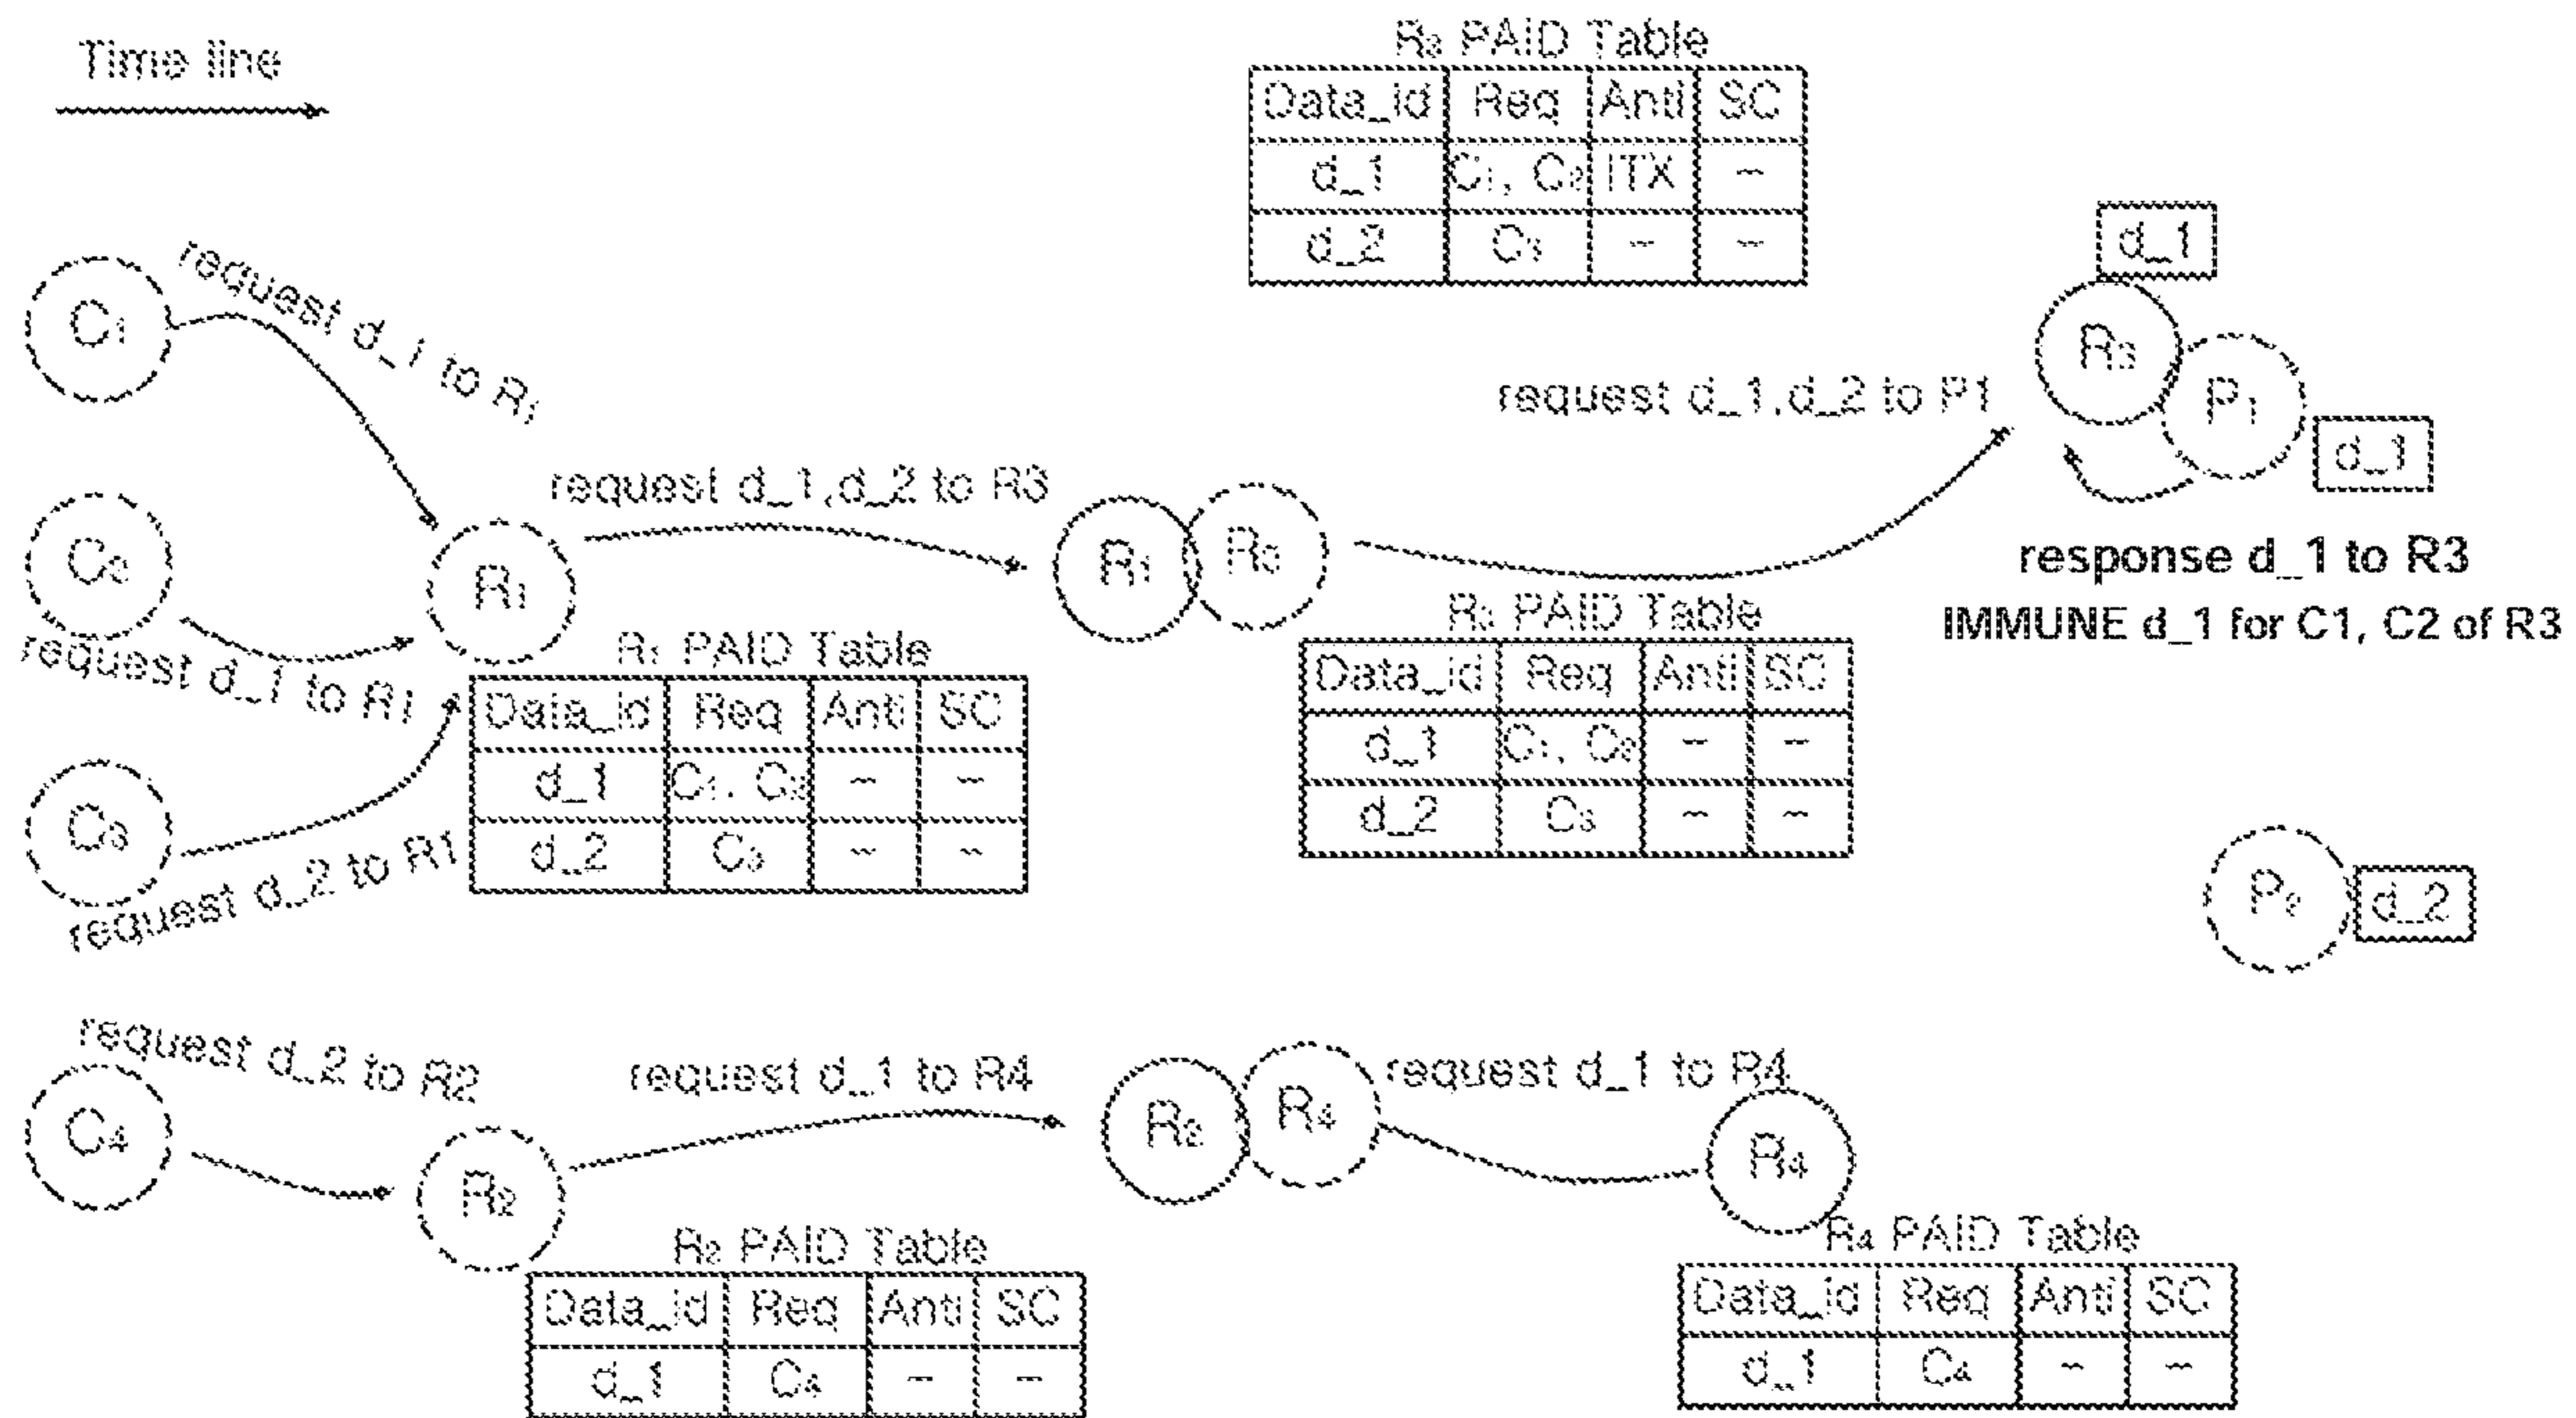 Time line
R3 PAID Table
Data_id Req Anti SC
d_1 C1, C2 ITX –
d_2 C3 – –
d_1
C1
request d_1 to R1
R3
P1
d_1
request d_1,d_2 to P1
response d_1 to R3
IMMUNE d_1 for C1, C2 of R3
C2
request d_1 to R1
R1
request d_1,d_2 to R3
R1
R3
R1 PAID Table
Data_id Req Anti SC
d_1 C1, C2 – –
d_2 C3 – –
R3 PAID Table
Data_id Req Anti SC
d_1 C1, C2 – –
d_2 C3 – –
C3
request d_2 to R1
P2
d_2
request d_2 to R2
C4
R2
request d_1 to R4
R2
R4
request d_1 to R4
R4
R2 PAID Table
Data_id Req Anti SC
d_1 C4 – –
R4 PAID Table
Data_id Req Anti SC
d_1 C4 – –